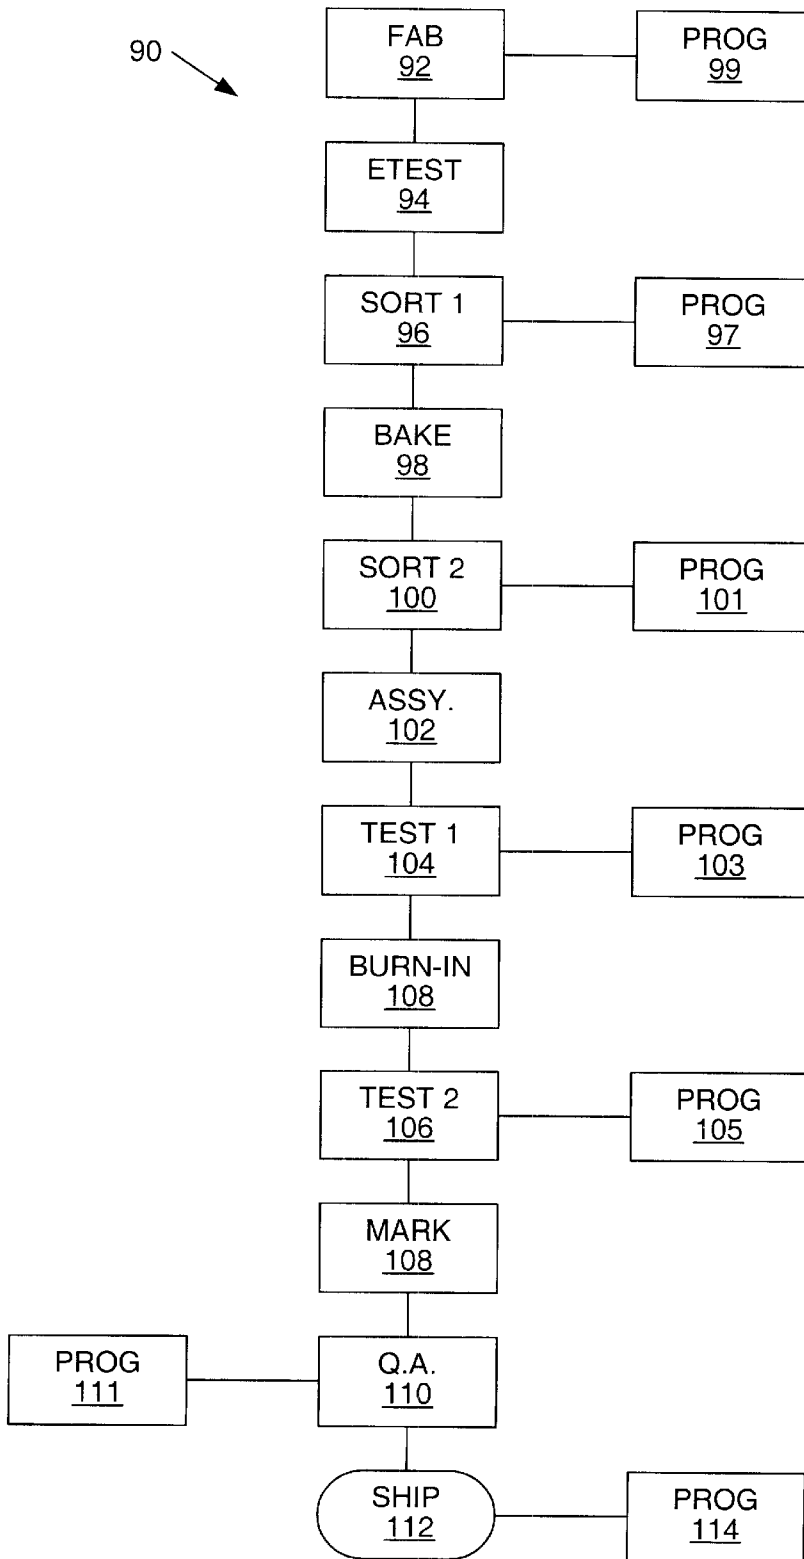 90
FAB
92
PROG
99
ETEST
94
SORT 1
96
PROG
97
BAKE
98
SORT 2
100
PROG
101
ASSY.
102
TEST 1
104
PROG
103
BURN-IN
108
TEST 2
106
PROG
105
MARK
108
PROG
111
Q.A.
110
SHIP
112
PROG
114